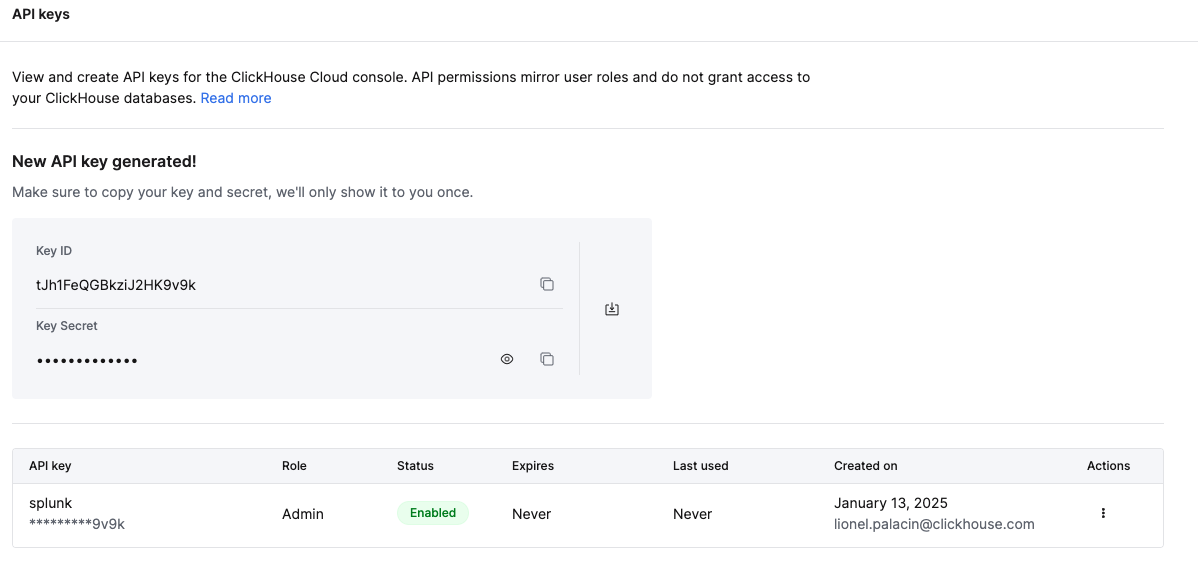 API keys
View and create API keys for the ClickHouse Cloud console. API permissions mirror user roles and do not grant access to
your ClickHouse databases. Read more
New API key generated!
Make sure to copy your key and secret, we'll only show it to you once.
Key ID
tJh1FeQGBkziJ2HK9v9k
Key Secret
•••••••••••••
API key Role Status Expires Last used Created on Actions
splunk Admin Enabled Never Never January 13, 2025
*********9v9k lionel.palacin@clickhouse.com